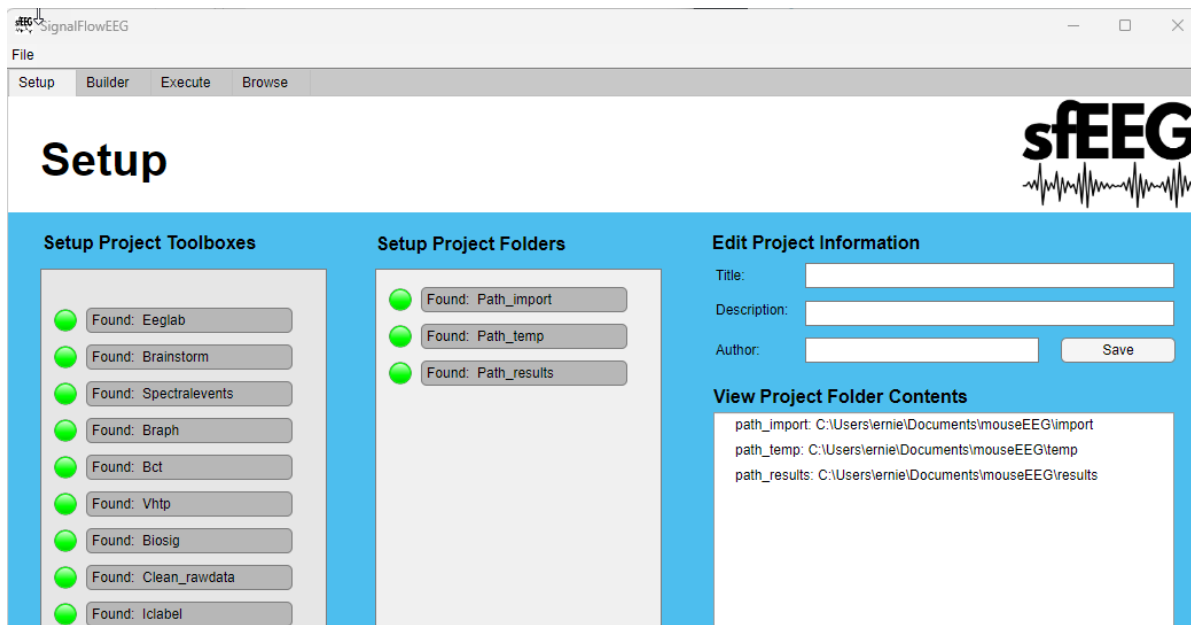 SignalFlowEEG
File
Setup Builder Execute Browse
Setup
sfEEG
Setup Project Toolboxes
Found: Eeglab
Found: Brainstorm
Found: Spectralevents
Found: Braph
Found: Bct
Found: Vhtp
Found: Biosig
Found: Clean_rawdata
Found: Iclabel
Setup Project Folders
Found: Path_import
Found: Path_temp
Found: Path_results
Edit Project Information
Title:
Description:
Author:
Save
View Project Folder Contents
path_import: C:\Users\ernie\Documents\mouseEEG\import
path_temp: C:\Users\ernie\Documents\mouseEEG\temp
path_results: C:\Users\ernie\Documents\mouseEEG\results